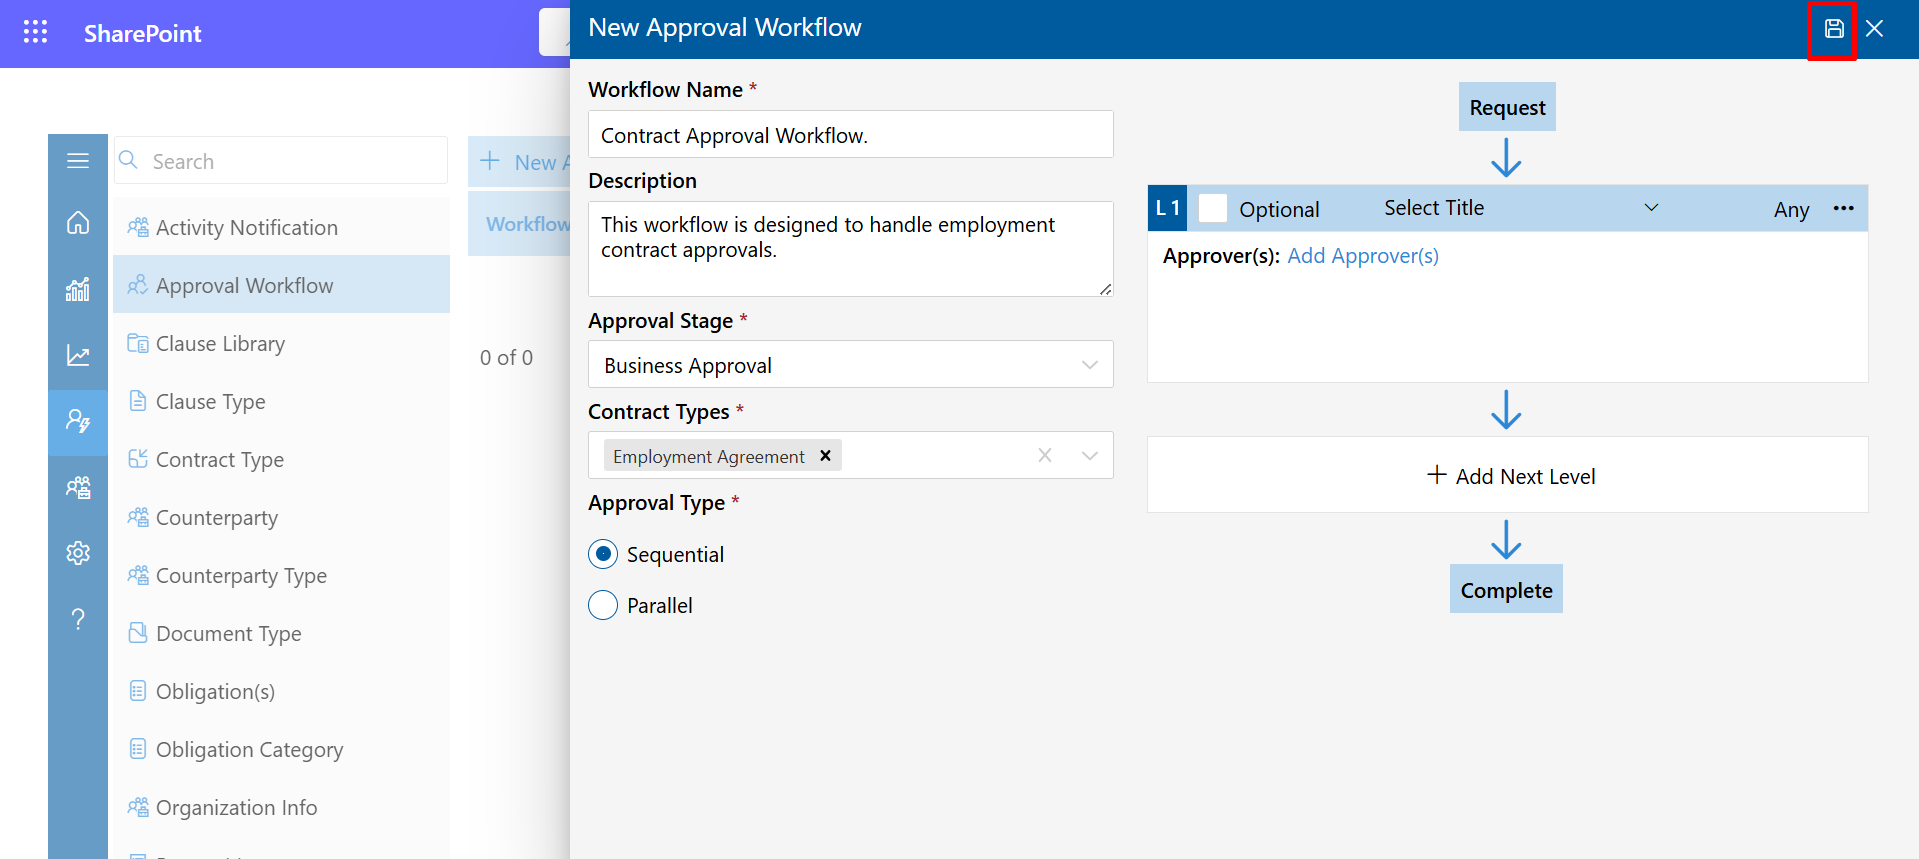 SharePoint
Search
Activity Notification
Approval Workflow
Clause Library
Clause Type
Contract Type
Counterparty
Counterparty Type
Document Type
Obligation(s)
Obligation Category
Organization Info
New A
Workflow
0 of 0
New Approval Workflow
Workflow Name *
Contract Approval Workflow.
Description
This workflow is designed to handle employment
contract approvals.
Approval Stage *
Business Approval
Contract Types *
Employment Agreement
Approval Type *
Sequential
Parallel
Request
L 1 Optional Select Title Any
Approver(s): Add Approver(s)
Add Next Level
Complete